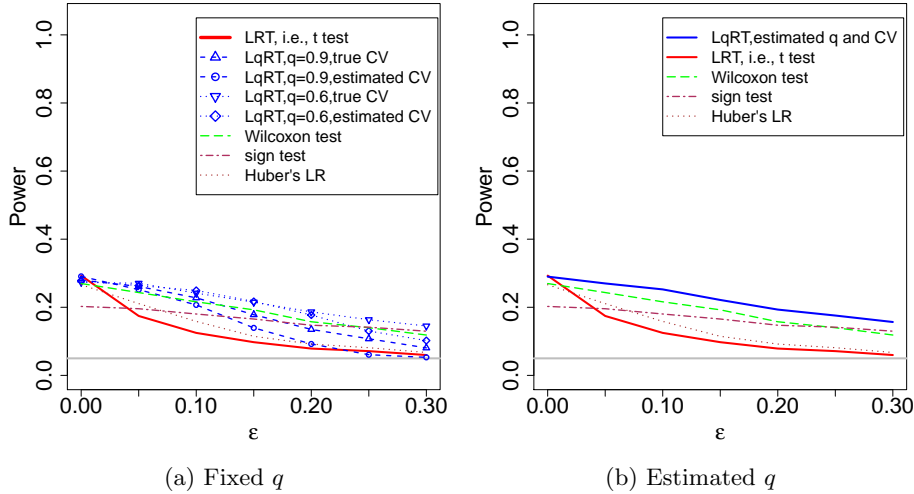 LRT, i.e., t test
LqRT,q=0.9,true CV
LqRT,q=0.9,estimated CV
LqRT,q=0.6,true CV
LqRT,q=0.6,estimated CV
Wilcoxon test
sign test
Huber's LR
Power
0.0
0.2
0.4
0.6
0.8
1.0
0.00
0.10
0.20
0.30
ε
(a) Fixed q
LqRT,estimated q and CV
LRT, i.e., t test
Wilcoxon test
sign test
Huber's LR
Power
0.0
0.2
0.4
0.6
0.8
1.0
0.00
0.10
0.20
0.30
ε
(b) Estimated q